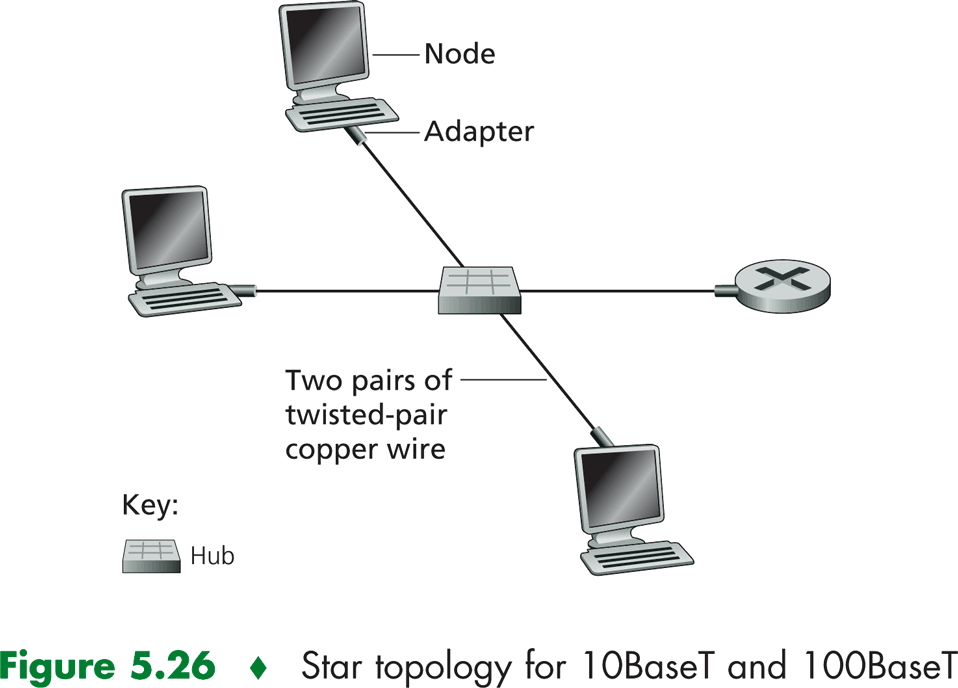 Node
Adapter
Two pairs of
twisted-pair
copper wire
Key:
Hub
Figure 5.26 ♦ Star topology for 10BaseT and 100BaseT